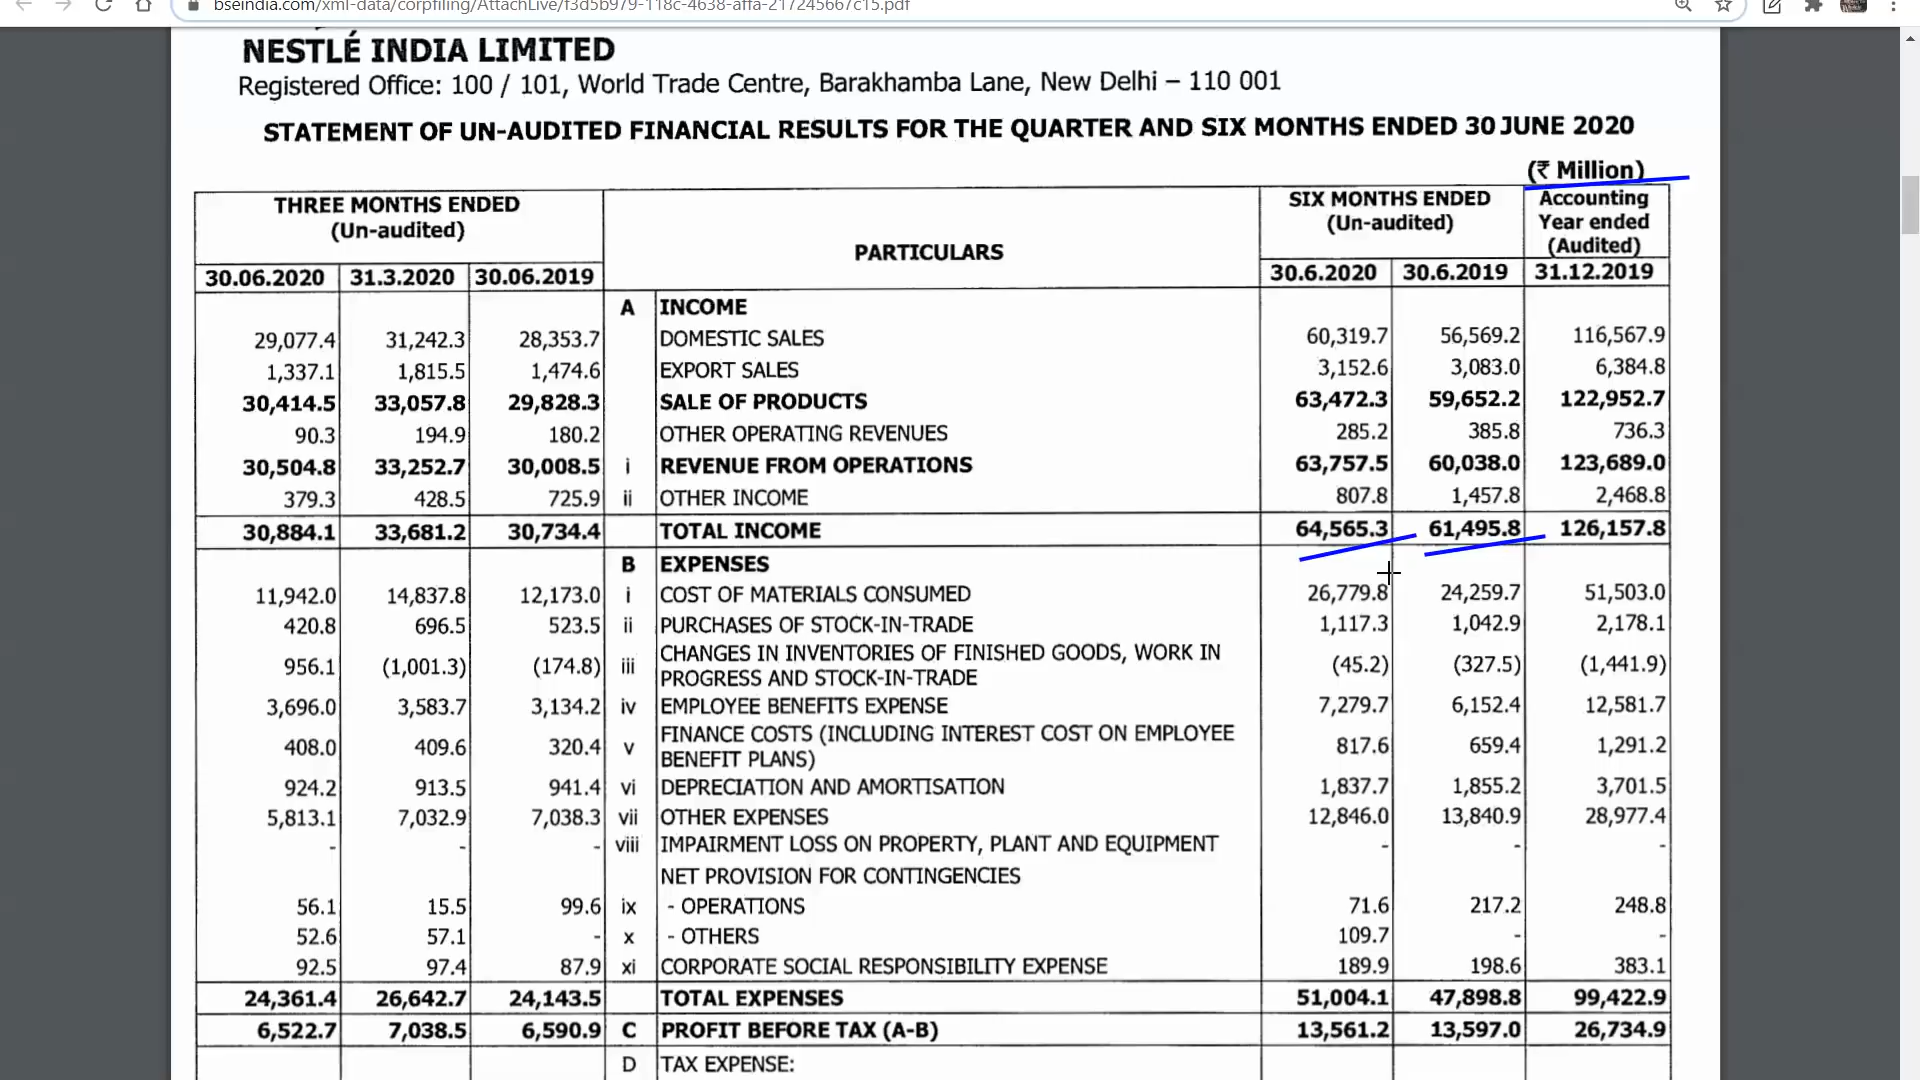 bseindia.com/xml-data/corpfiling/AttachLive/f3d5b979-118c-4638-affa-217245667c15.pdf
NESTLÉ INDIA LIMITED
Registered Office: 100 / 101, World Trade Centre, Barakhamba Lane, New Delhi – 110 001
STATEMENT OF UN-AUDITED FINANCIAL RESULTS FOR THE QUARTER AND SIX MONTHS ENDED 30 JUNE 2020
(₹ Million)
THREE MONTHS ENDED (Un-audited) PARTICULARS SIX MONTHS ENDED (Un-audited) Accounting Year ended (Audited)
30.06.2020 31.3.2020 30.06.2019 30.6.2020 30.6.2019 31.12.2019
A INCOME
29,077.4 31,242.3 28,353.7 DOMESTIC SALES 60,319.7 56,569.2 116,567.9
1,337.1 1,815.5 1,474.6 EXPORT SALES 3,152.6 3,083.0 6,384.8
30,414.5 33,057.8 29,828.3 SALE OF PRODUCTS 63,472.3 59,652.2 122,952.7
90.3 194.9 180.2 OTHER OPERATING REVENUES 285.2 385.8 736.3
30,504.8 33,252.7 30,008.5 i REVENUE FROM OPERATIONS 63,757.5 60,038.0 123,689.0
379.3 428.5 725.9 ii OTHER INCOME 807.8 1,457.8 2,468.8
30,884.1 33,681.2 30,734.4 TOTAL INCOME 64,565.3 61,495.8 126,157.8
B EXPENSES
11,942.0 14,837.8 12,173.0 i COST OF MATERIALS CONSUMED 26,779.8 24,259.7 51,503.0
420.8 696.5 523.5 ii PURCHASES OF STOCK-IN-TRADE 1,117.3 1,042.9 2,178.1
956.1 (1,001.3) (174.8) iii CHANGES IN INVENTORIES OF FINISHED GOODS, WORK IN PROGRESS AND STOCK-IN-TRADE (45.2) (327.5) (1,441.9)
3,696.0 3,583.7 3,134.2 iv EMPLOYEE BENEFITS EXPENSE 7,279.7 6,152.4 12,581.7
408.0 409.6 320.4 v FINANCE COSTS (INCLUDING INTEREST COST ON EMPLOYEE BENEFIT PLANS) 817.6 659.4 1,291.2
924.2 913.5 941.4 vi DEPRECIATION AND AMORTISATION 1,837.7 1,855.2 3,701.5
5,813.1 7,032.9 7,038.3 vii OTHER EXPENSES 12,846.0 13,840.9 28,977.4
- - - viii IMPAIRMENT LOSS ON PROPERTY, PLANT AND EQUIPMENT - - -
NET PROVISION FOR CONTINGENCIES
56.1 15.5 99.6 ix - OPERATIONS 71.6 217.2 248.8
52.6 57.1 - x - OTHERS 109.7 - -
92.5 97.4 87.9 xi CORPORATE SOCIAL RESPONSIBILITY EXPENSE 189.9 198.6 383.1
24,361.4 26,642.7 24,143.5 TOTAL EXPENSES 51,004.1 47,898.8 99,422.9
6,522.7 7,038.5 6,590.9 C PROFIT BEFORE TAX (A-B) 13,561.2 13,597.0 26,734.9
D TAX EXPENSE: